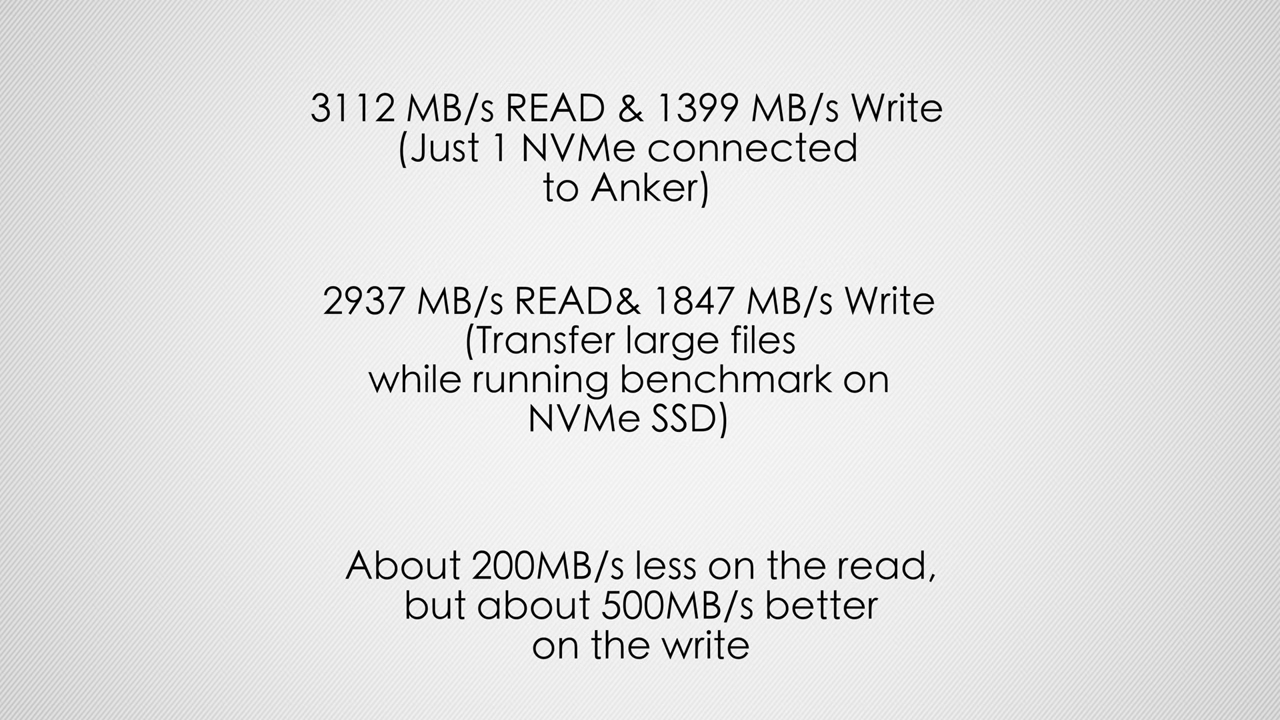 3112 MB/s READ & 1399 MB/s Write
(Just 1 NVMe connected
to Anker)
2937 MB/s READ& 1847 MB/s Write
(Transfer large files
while running benchmark on
NVMe SSD)
About 200MB/s less on the read,
but about 500MB/s better
on the write